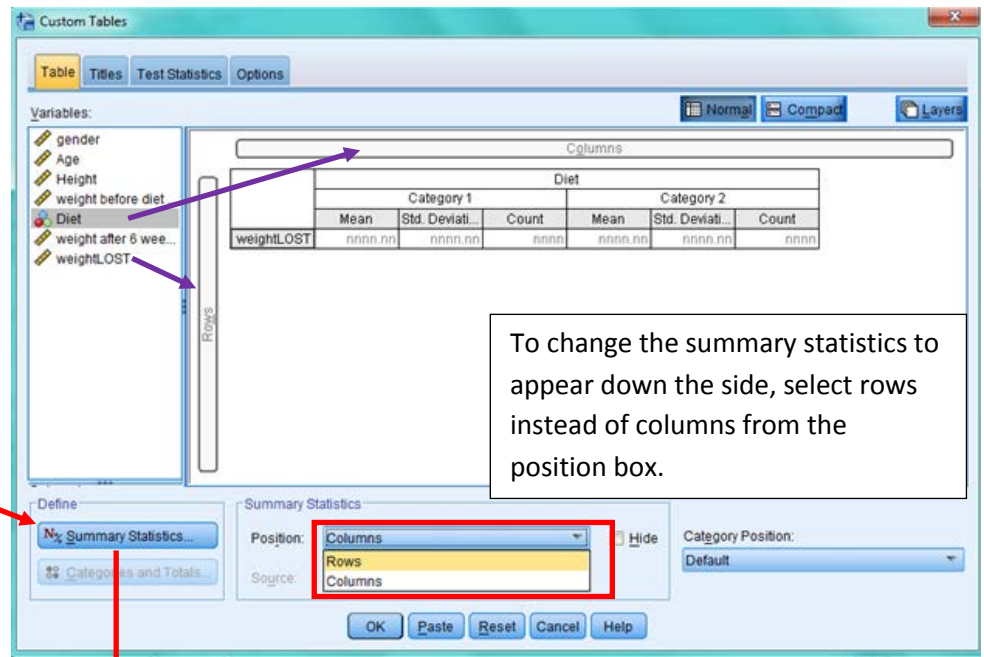 Custom Tables
Table Titles Test Statistics Options
Variables:
Normal Compact Layers
gender
Age
Height
weight before diet
Diet
weight after 6 wee...
weightLOST
Columns
Rows
Diet
Category 1 Category 2
Mean Std. Deviati... Count Mean Std. Deviati... Count
weightLOST nnnn.nn nnnn.nn nnnn nnnn.nn nnnn.nn nnnn
To change the summary statistics to
appear down the side, select rows
instead of columns from the
position box.
Define
N% Summary Statistics...
Categories and Totals...
Summary Statistics
Position: Columns Hide
Rows
Columns
Source:
Category Position:
Default
OK Paste Reset Cancel Help